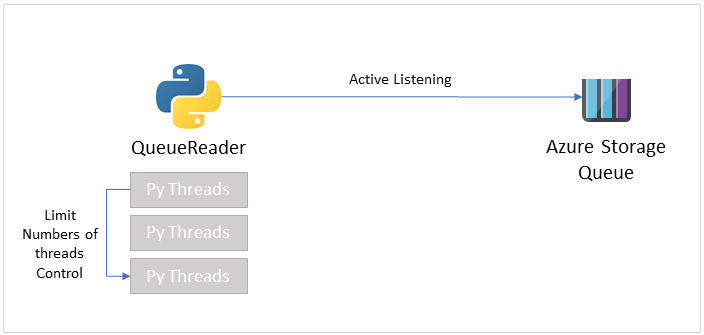 Active Listening
QueueReader
Azure Storage
Queue
Py Threads
Py Threads
Py Threads
Limit
Numbers of
threads
Control